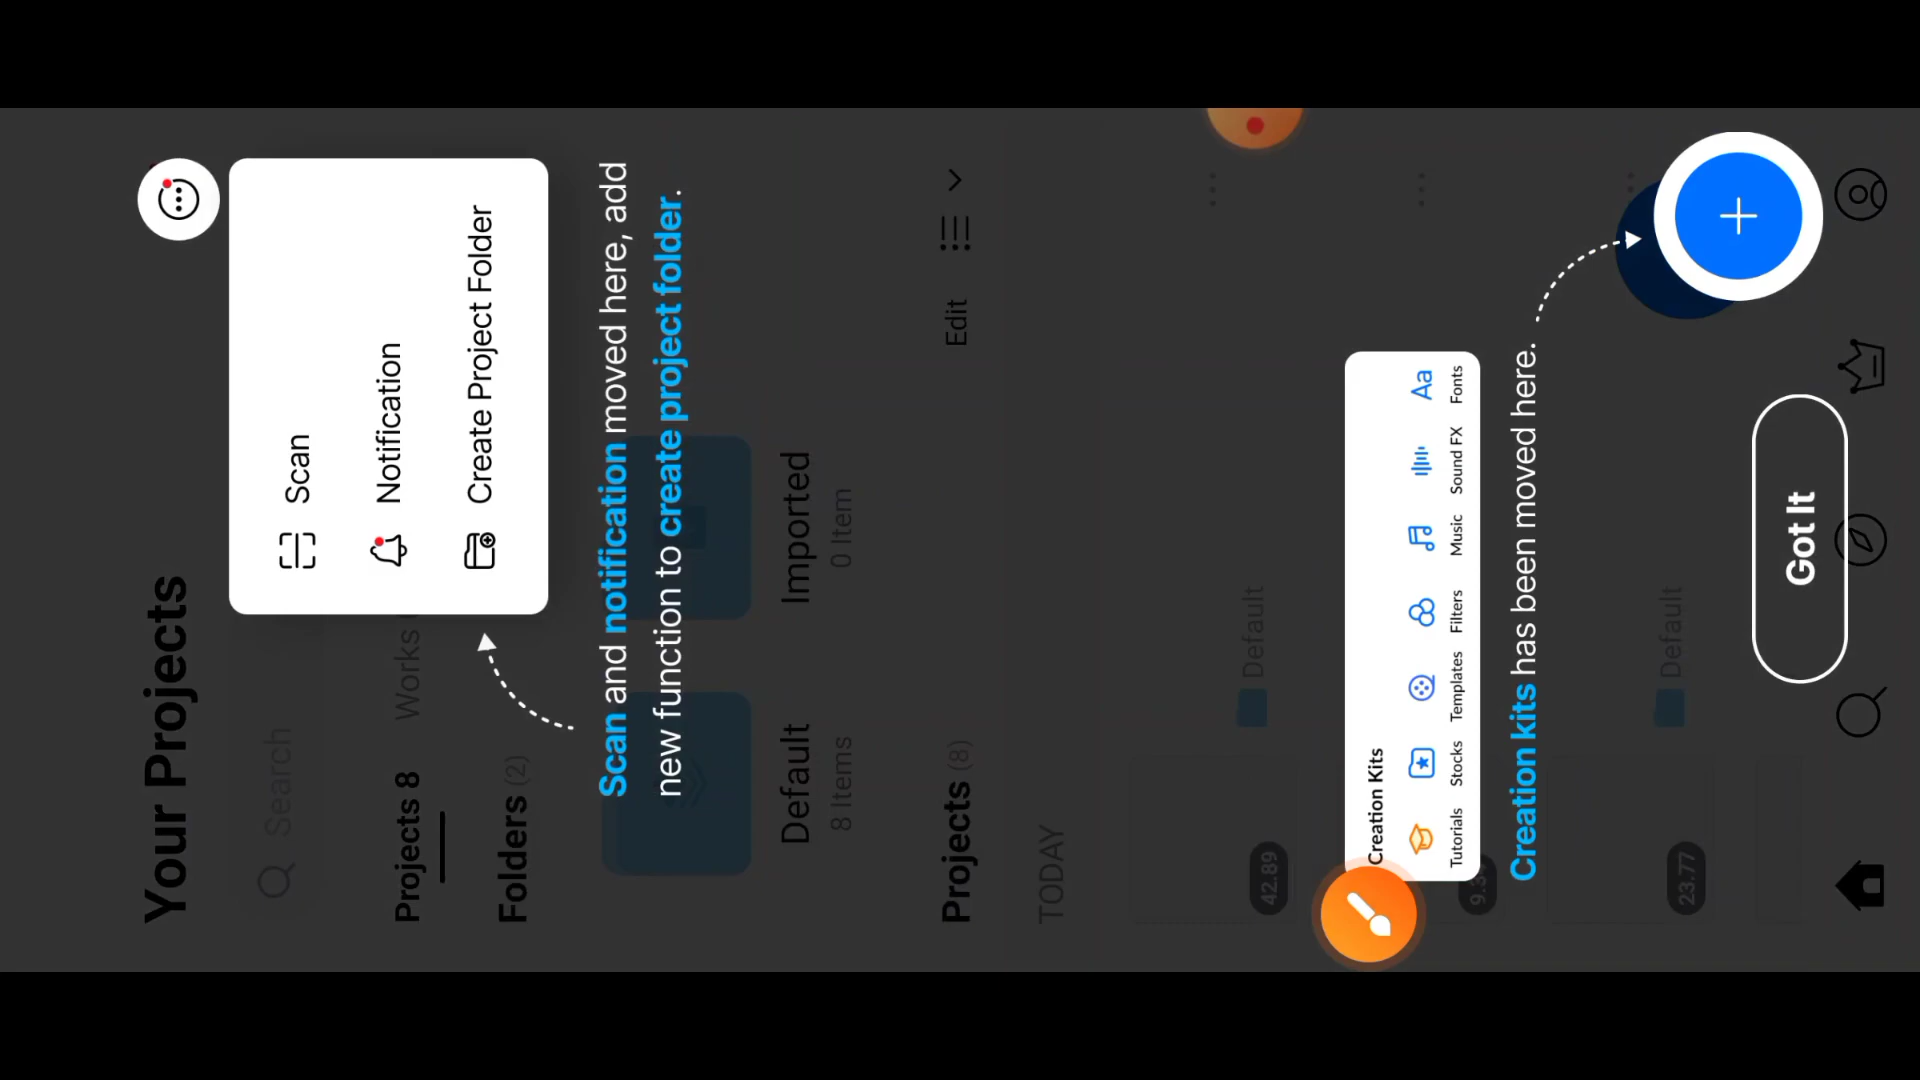 Your Projects
Search
Scan
Notification
Create Project Folder
Projects 8
Works
Folders (2)
Scan and notification moved here, add
new function to create project folder.
Default
8 Items
Imported
0 Item
Projects (8)
Edit
TODAY
42.89
Default
Creation Kits
Tutorials
Stocks
Templates
Filters
Music
Sound FX
Aa
Fonts
Creation kits has been moved here.
23.77
Default
Got It